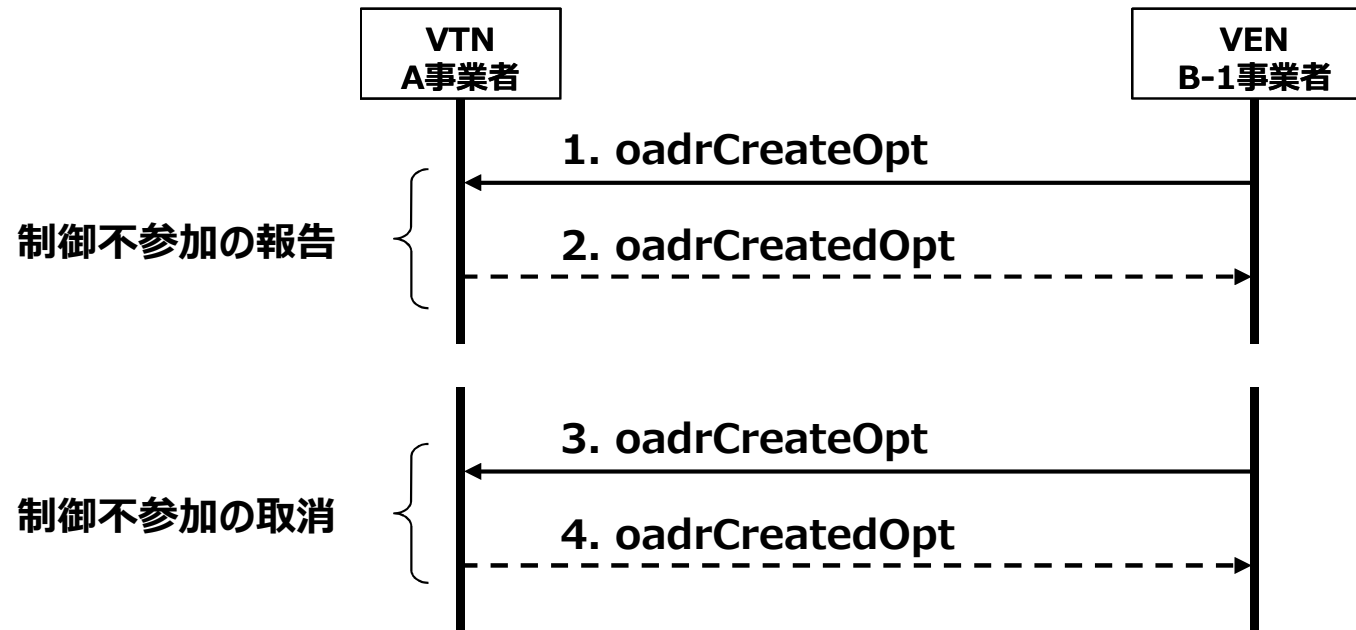 VTN
A事業者
VEN
B-1事業者
1. oadrCreateOpt
制御不参加の報告
2. oadrCreatedOpt
3. oadrCreateOpt
制御不参加の取消
4. oadrCreatedOpt